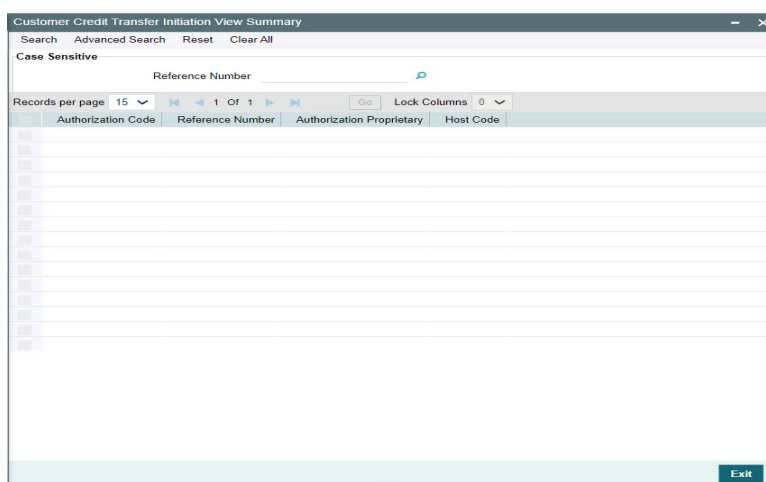 Customer Credit Transfer Initiation View Summary
Search Advanced Search Reset Clear All
Case Sensitive
Reference Number
Records per page 15 1 Of 1 Go Lock Columns 0
Authorization Code Reference Number Authorization Proprietary Host Code
Exit